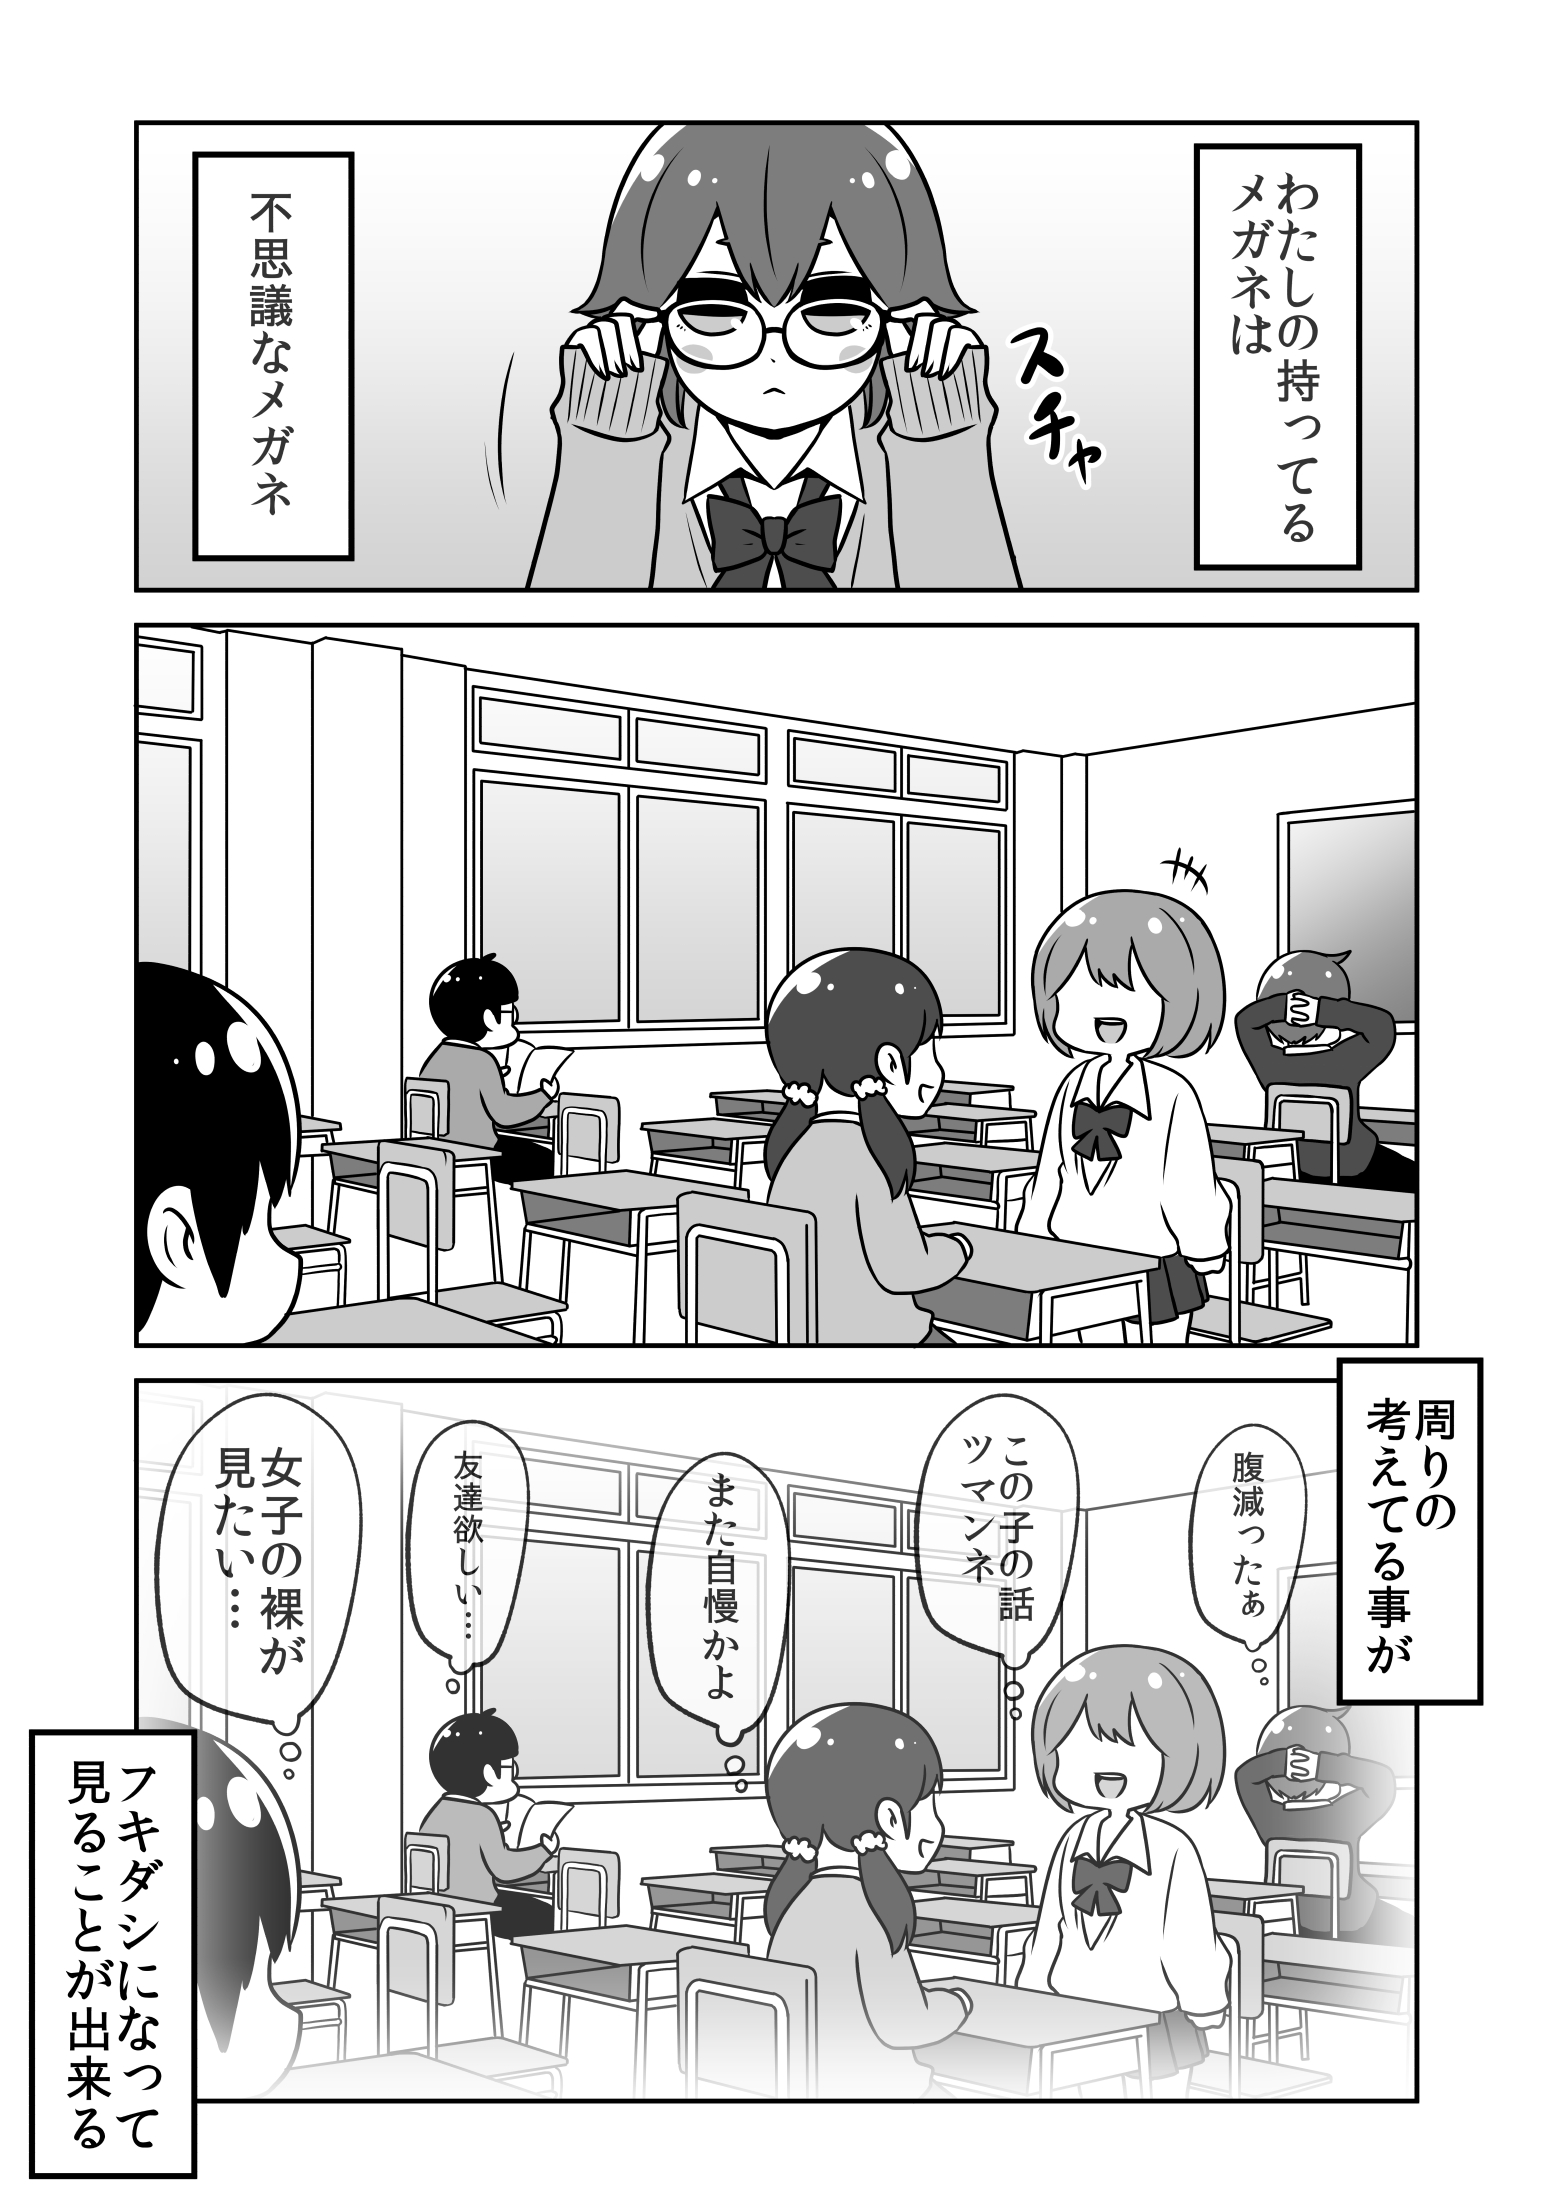 わたしの持ってる
メガネは
スチャ
不思議なメガネ
周りの
考えてる事が
腹減ったぁ
この子の話
ツマンネ
また自慢かよ
友達欲しい…
女子の裸が
見たい…
フキダシになって
見ることが出来る